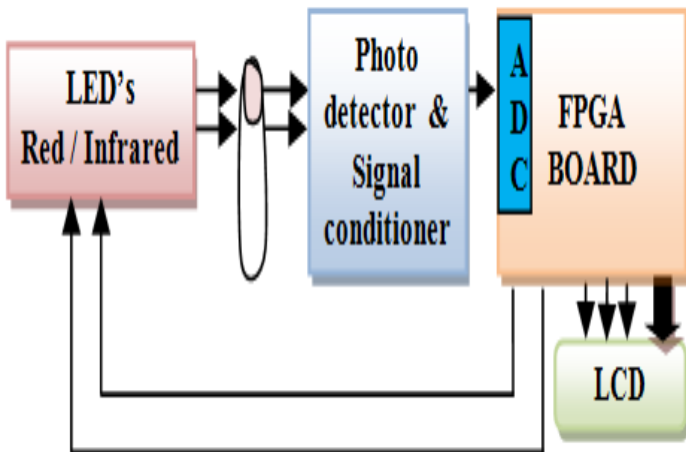 LED's
Red / Infrared
Photo
detector &
Signal
conditioner
A
D
C
FPGA
BOARD
LCD